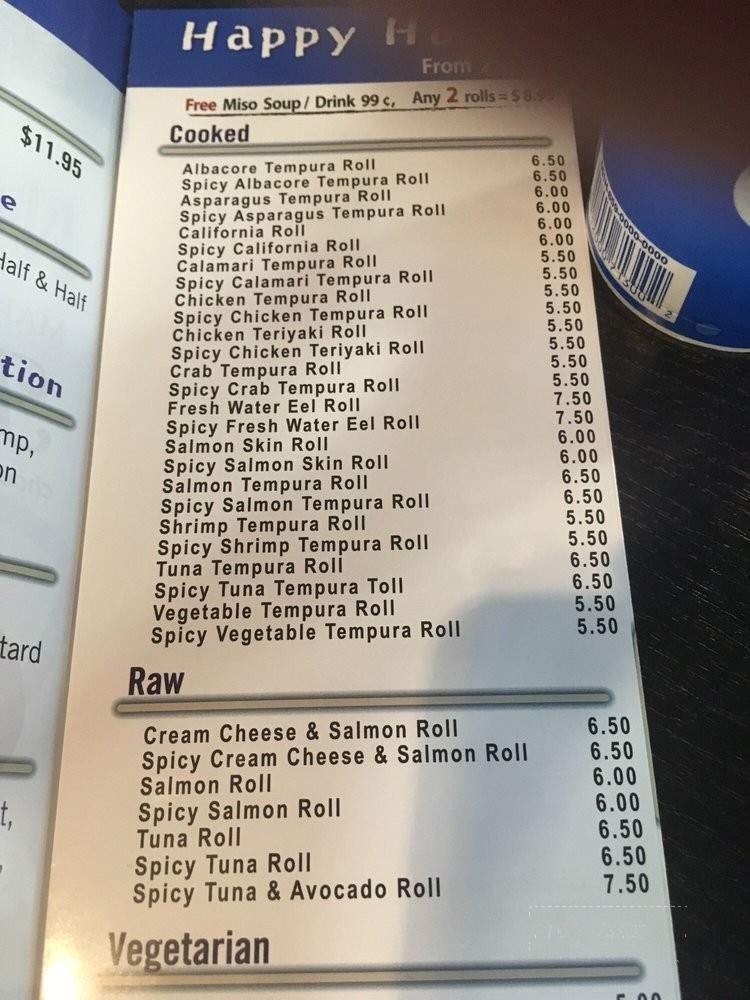 $11.95
e
Half & Half
tion
mp,
on
tard
t,
Happy
From
Free Miso Soup / Drink 99 ¢, Any 2 rolls = $8.95
Cooked
Albacore Tempura Roll 6.50
Spicy Albacore Tempura Roll 6.50
Asparagus Tempura Roll 6.00
Spicy Asparagus Tempura Roll 6.00
California Roll 6.00
Spicy California Roll 6.00
Calamari Tempura Roll 5.50
Spicy Calamari Tempura Roll 5.50
Chicken Tempura Roll 5.50
Spicy Chicken Tempura Roll 5.50
Chicken Teriyaki Roll 5.50
Spicy Chicken Teriyaki Roll 5.50
Crab Tempura Roll 5.50
Spicy Crab Tempura Roll 5.50
Fresh Water Eel Roll 7.50
Spicy Fresh Water Eel Roll 7.50
Salmon Skin Roll 6.00
Spicy Salmon Skin Roll 6.00
Salmon Tempura Roll 6.50
Spicy Salmon Tempura Roll 6.50
Shrimp Tempura Roll 5.50
Spicy Shrimp Tempura Roll 5.50
Tuna Tempura Roll 6.50
Spicy Tuna Tempura Toll 6.50
Vegetable Tempura Roll 5.50
Spicy Vegetable Tempura Roll 5.50
Raw
Cream Cheese & Salmon Roll 6.50
Spicy Cream Cheese & Salmon Roll 6.50
Salmon Roll 6.00
Spicy Salmon Roll 6.00
Tuna Roll 6.50
Spicy Tuna Roll 6.50
Spicy Tuna & Avocado Roll 7.50
Vegetarian